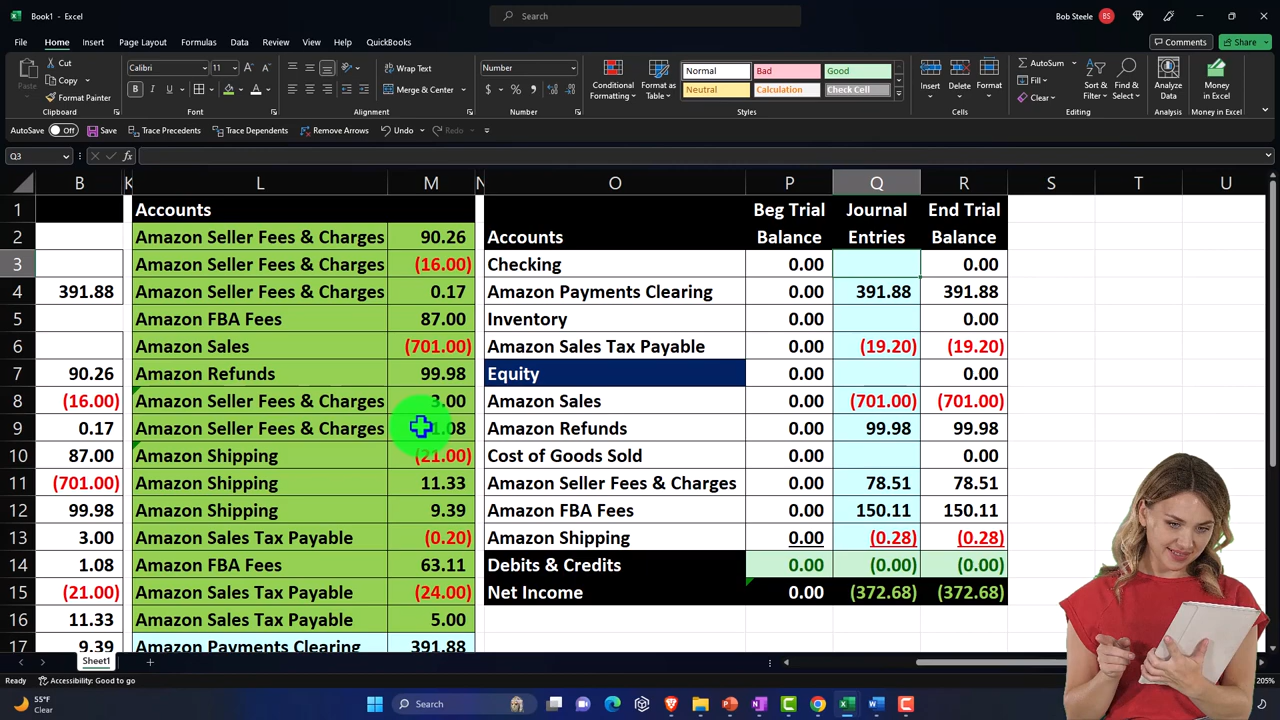 Book1 - Excel
Search
Bob Steele BS
File Home Insert Page Layout Formulas Data Review View Help QuickBooks
Comments Share
Paste Cut Copy Format Painter
Calibri 11
Wrap Text
Merge & Center
Number
Conditional Formatting Format as Table
Normal Bad Good
Neutral Calculation Check Cell
Insert Delete Format
AutoSum Fill Clear
Sort & Filter Find & Select
Analyze Data
Money in Excel
Clipboard Font Alignment Number Styles Cells Editing Analysis Money in Excel
AutoSave Off Save Trace Precedents Trace Dependents Remove Arrows Undo Redo
Q3 fx
B K L M N O P Q R S T U
1 Accounts Beg Trial Journal End Trial
2 Amazon Seller Fees & Charges 90.26 Accounts Balance Entries Balance
3 Amazon Seller Fees & Charges (16.00) Checking 0.00 0.00
4 391.88 Amazon Seller Fees & Charges 0.17 Amazon Payments Clearing 0.00 391.88 391.88
5 Amazon FBA Fees 87.00 Inventory 0.00 0.00
6 Amazon Sales (701.00) Amazon Sales Tax Payable 0.00 (19.20) (19.20)
7 90.26 Amazon Refunds 99.98 Equity 0.00 0.00
8 (16.00) Amazon Seller Fees & Charges 3.00 Amazon Sales 0.00 (701.00) (701.00)
9 0.17 Amazon Seller Fees & Charges 1.08 Amazon Refunds 0.00 99.98 99.98
10 87.00 Amazon Shipping (21.00) Cost of Goods Sold 0.00 0.00
11 (701.00) Amazon Shipping 11.33 Amazon Seller Fees & Charges 0.00 78.51 78.51
12 99.98 Amazon Shipping 9.39 Amazon FBA Fees 0.00 150.11 150.11
13 3.00 Amazon Sales Tax Payable (0.20) Amazon Shipping 0.00 (0.28) (0.28)
14 1.08 Amazon FBA Fees 63.11 Debits & Credits 0.00 (0.00) (0.00)
15 (21.00) Amazon Sales Tax Payable (24.00) Net Income 0.00 (372.68) (372.68)
16 11.33 Amazon Sales Tax Payable 5.00
17 9.39 Amazon Payments Clearing 391.88
Sheet1
Ready Accessibility: Good to go 205%
55°F
Clear
Search